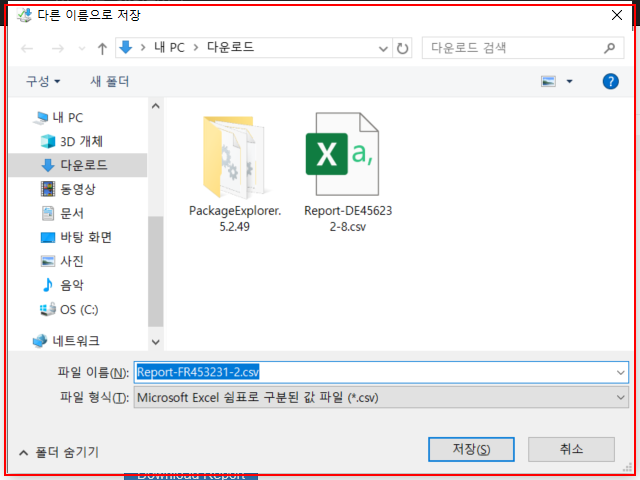 다른 이름으로 저장
내 PC
다운로드
다운로드 검색
구성
새 폴더
내 PC
3D 개체
다운로드
동영상
문서
바탕 화면
사진
음악
OS (C:)
네트워크
PackageExplorer.
5.2.49
Report-DE45623
2-8.csv
파일 이름(N):
Report-FR453231-2.csv
파일 형식(T):
Microsoft Excel 쉼표로 구분된 값 파일 (*.csv)
폴더 숨기기
저장(S)
취소
Download Report